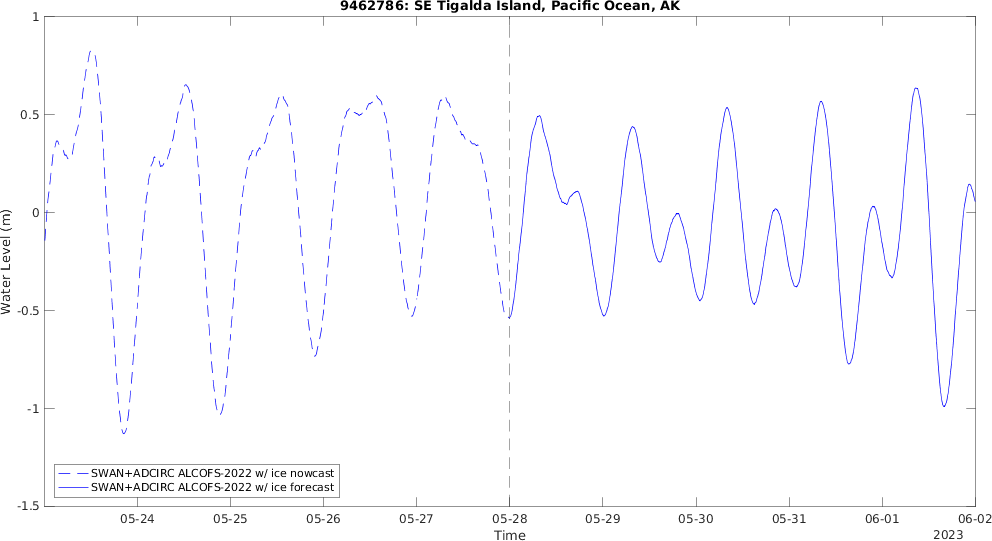 9462786: SE Tigalda Island, Pacific Ocean, AK
1
0.5
0
-0.5
-1
-1.5
Water Level (m)
SWAN+ADCIRC ALCOFS-2022 w/ ice nowcast
SWAN+ADCIRC ALCOFS-2022 w/ ice forecast
05-24 05-25 05-26 05-27 05-28 05-29 05-30 05-31 06-01 06-02
Time
2023